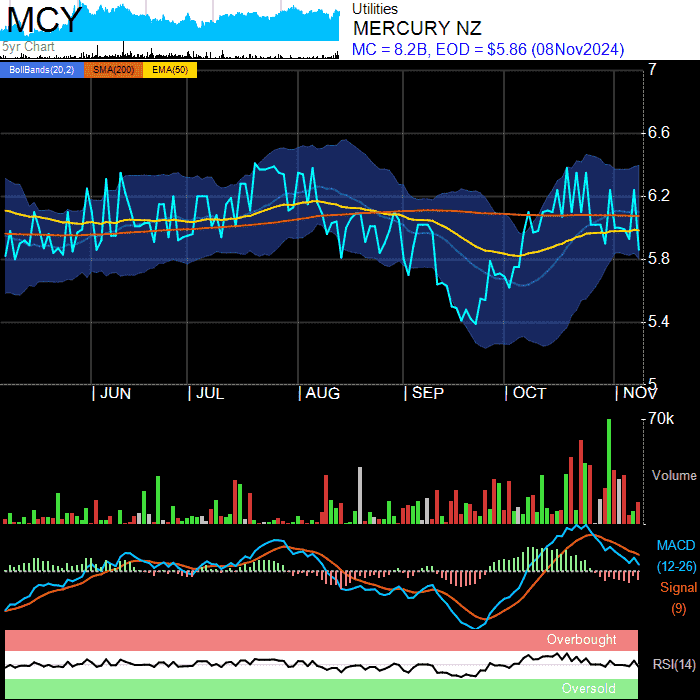 MCY
5yr Chart
Utilities
MERCURY NZ
MC = 8.2B, EOD = $5.86 (08Nov2024)
BollBands(20,2) SMA(200) EMA(50)
7
6.6
6.2
5.8
5.4
5
| JUN | JUL | AUG | SEP | OCT | NOV
70k
Volume
MACD
(12-26)
Signal
(9)
Overbought
RSI(14)
Oversold